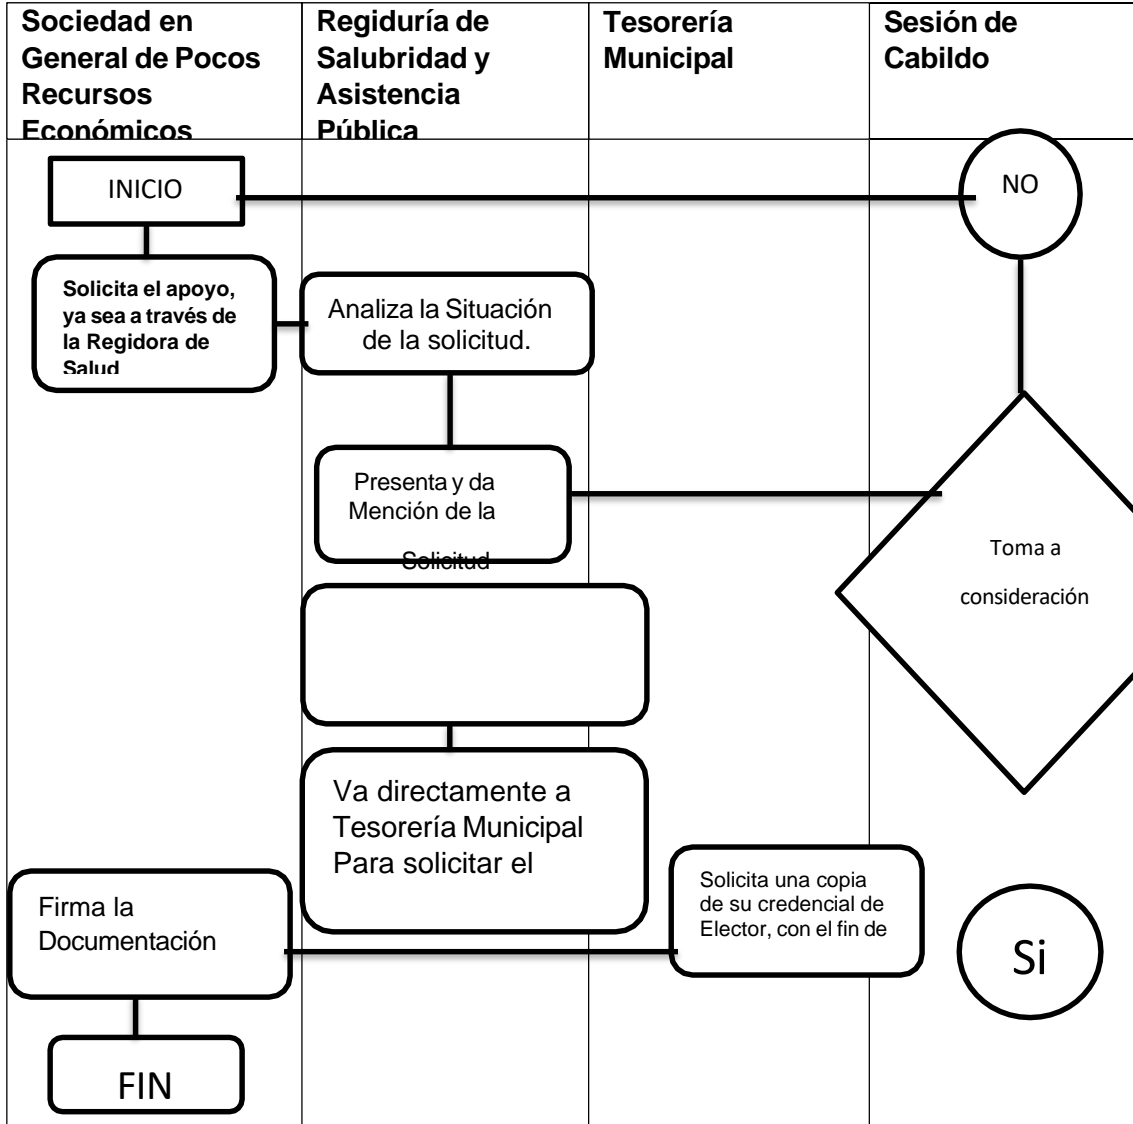 Sociedad en
General de Pocos
Recursos
Económicos
Regiduría de
Salubridad y
Asistencia
Pública
Tesorería
Municipal
Sesión de
Cabildo
INICIO
NO
Solicita el apoyo,
ya sea a través de
la Regidora de
Salud
Analiza la Situación
de la solicitud.
Presenta y da
Mención de la
Solicitud
Toma a
consideración
Va directamente a
Tesorería Municipal
Para solicitar el
Solicita una copia
de su credencial de
Elector, con el fin de
Firma la
Documentación
Si
FIN